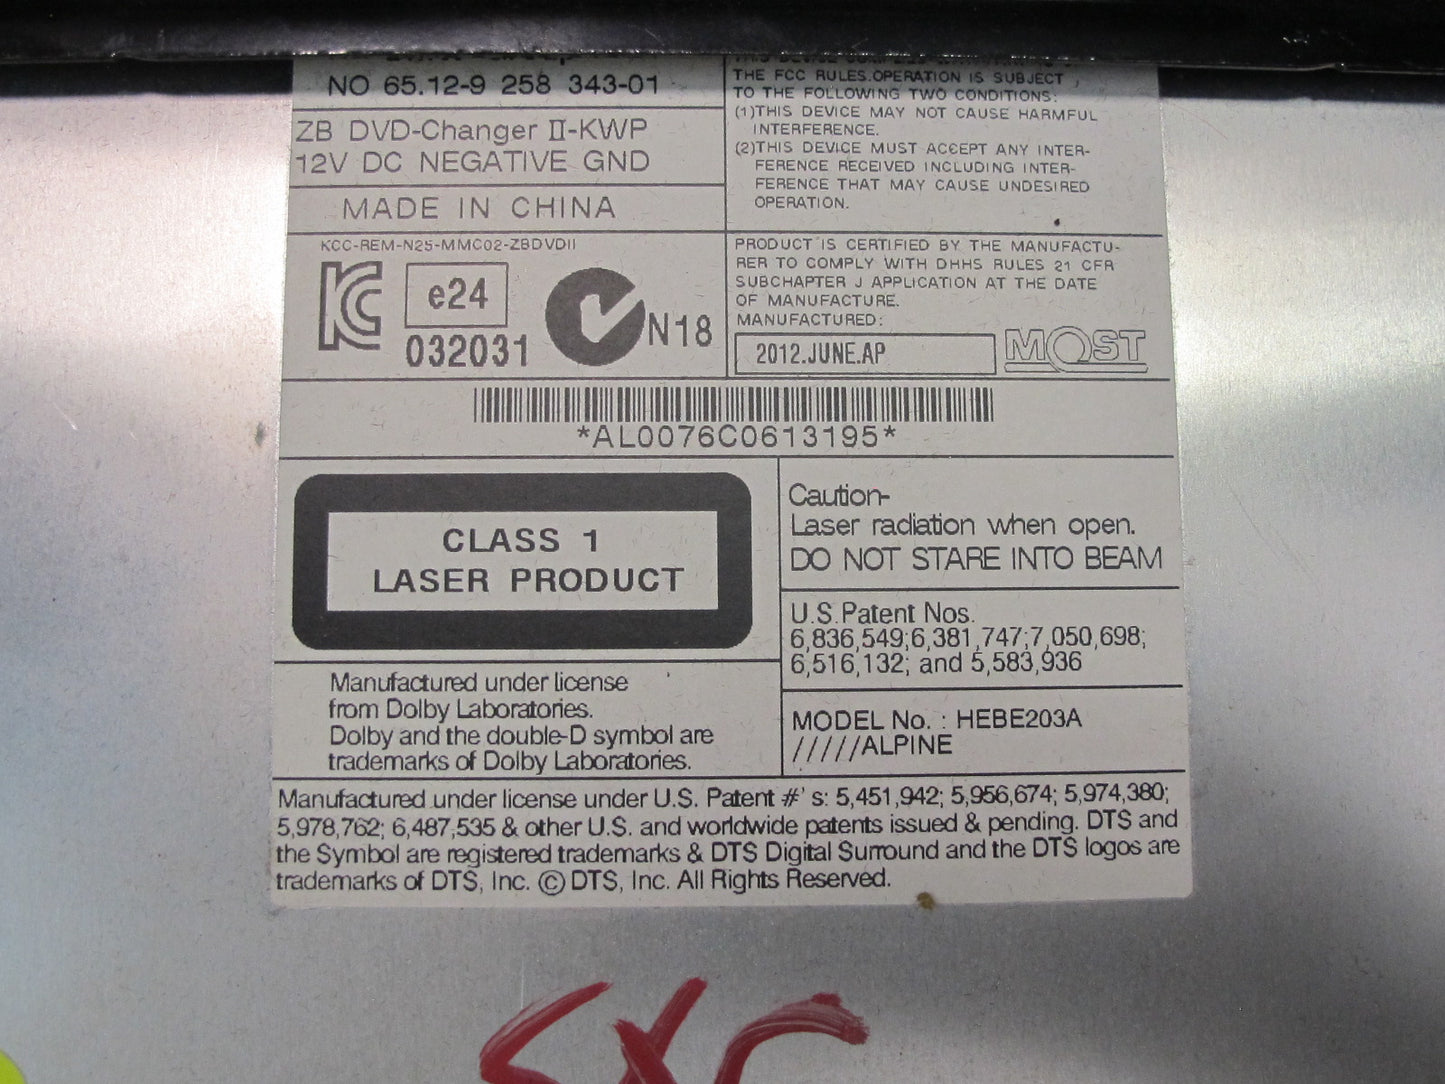 NO 65.12-9 258 343-01
ZB DVD-Changer II-KWP
12V DC NEGATIVE GND
MADE IN CHINA
THE FCC RULES.OPERATION IS SUBJECT
TO THE FOLLOWING TWO CONDITIONS:
(1)THIS DEVICE MAY NOT CAUSE HARMFUL
INTERFERENCE.
(2)THIS DEVICE MUST ACCEPT ANY INTER-
FERENCE RECEIVED INCLUDING INTER-
FERENCE THAT MAY CAUSE UNDESIRED
OPERATION.
KCC-REM-N25-MMC02-ZBDVDII
KC
e24
032031
N18
PRODUCT IS CERTIFIED BY THE MANUFACTU-
RER TO COMPLY WITH DHHS RULES 21 CFR
SUBCHAPTER J APPLICATION AT THE DATE
OF MANUFACTURE.
MANUFACTURED:
2012.JUNE.AP
MOST
*AL0076C0613195*
CLASS 1
LASER PRODUCT
Caution-
Laser radiation when open.
DO NOT STARE INTO BEAM
U.S.Patent Nos.
6,836,549;6,381,747;7,050,698;
6,516,132; and 5,583,936
Manufactured under license
from Dolby Laboratories.
Dolby and the double-D symbol are
trademarks of Dolby Laboratories.
MODEL No. : HEBE203A
/////ALPINE
Manufactured under license under U.S. Patent #' s: 5,451,942; 5,956,674; 5,974,380;
5,978,762; 6,487,535 & other U.S. and worldwide patents issued & pending. DTS and
the Symbol are registered trademarks & DTS Digital Surround and the DTS logos are
trademarks of DTS, Inc. © DTS, Inc. All Rights Reserved.